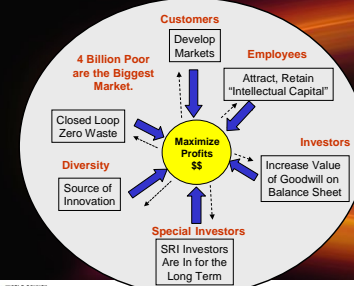 Customers
Develop
Markets
4 Billion Poor
are the Biggest
Market.
Employees
Attract, Retain
“Intellectual Capital”
Closed Loop
Zero Waste
Maximize
Profits
$$
Investors
Increase Value
of Goodwill on
Balance Sheet
Diversity
Source of
Innovation
Special Investors
SRI Investors
Are In for the
Long Term